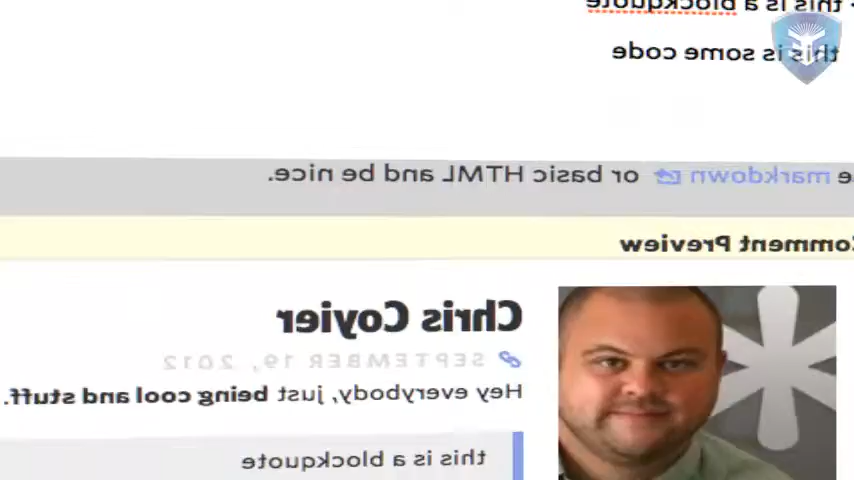 this is a blockquote
this is some code
markdown or basic HTML and be nice.
Comment Preview
Chris Coyier
SEPTEMBER 19, 2012
Hey everybody, just being cool and stuff.
this is a blockquote